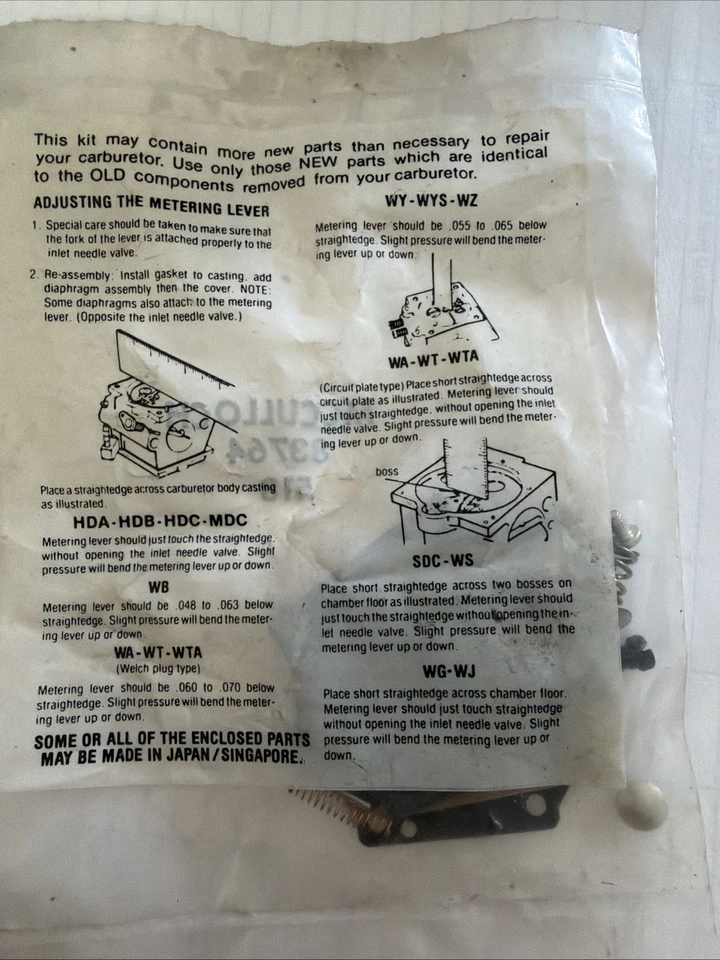 This kit may contain more new parts than necessary to repair
your carburetor. Use only those NEW parts which are identical
to the OLD components removed from your carburetor.
ADJUSTING THE METERING LEVER
1. Special care should be taken to make sure that
the fork of the lever is attached properly to the
inlet needle valve.
2. Re-assembly: Install gasket to casting, add
diaphragm assembly then the cover. NOTE:
Some diaphragms also attach to the metering
lever. (Opposite the inlet needle valve.)
Place a straightedge across carburetor body casting
as illustrated.
HDA-HDB-HDC-MDC
Metering lever should just touch the straightedge,
without opening the inlet needle valve. Slight
pressure will bend the metering lever up or down.
WB
Metering lever should be .048 to .063 below
straightedge. Slight pressure will bend the meter-
ing lever up or down.
WA-WT-WTA
(Welch plug type)
Metering lever should be .060 to .070 below
straightedge. Slight pressure will bend the meter-
ing lever up or down.
SOME OR ALL OF THE ENCLOSED PARTS
MAY BE MADE IN JAPAN/SINGAPORE.
WY-WYS-WZ
Metering lever should be .055 to .065 below
straightedge. Slight pressure will bend the meter-
ing lever up or down.
WA-WT-WTA
(Circuit plate type) Place short straightedge across
circuit plate as illustrated. Metering lever should
just touch straightedge, without opening the inlet
needle valve. Slight pressure will bend the meter-
ing lever up or down.
boss
SDC-WS
Place short straightedge across two bosses on
chamber floor as illustrated. Metering lever should
just touch the straightedge without opening the in-
let needle valve. Slight pressure will bend the
metering lever up or down.
WG-WJ
Place short straightedge across chamber floor.
Metering lever should just touch straightedge
without opening the inlet needle valve. Slight
pressure will bend the metering lever up or
down.
83764